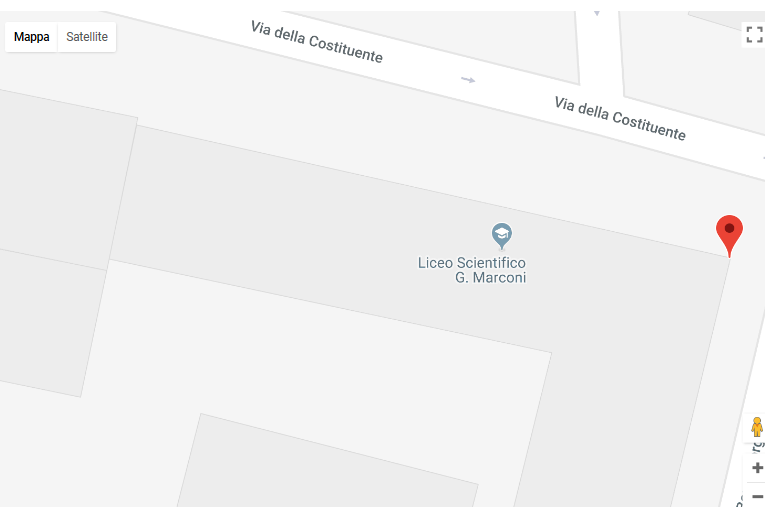 Via della Costituente
Mappa
Satellite
Via della Costituente
Liceo Scientifico
G. Marconi